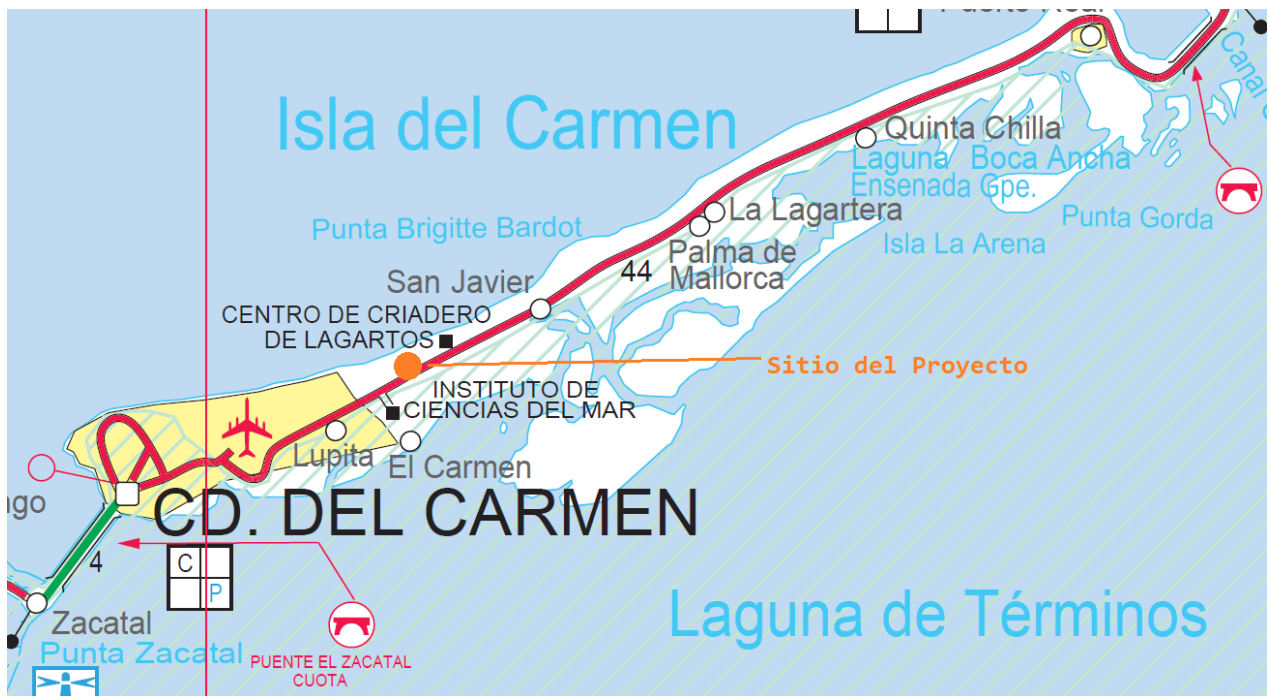 Puerto Real
Canal
Isla del Carmen
Quinta Chilla
Laguna Boca Ancha
Ensenada Gpe.
La Lagartera
Punta Gorda
Punta Brigitte Bardot
Isla La Arena
Palma de
Mallorca
44
San Javier
CENTRO DE CRIADERO
DE LAGARTOS
Sitio del Proyecto
INSTITUTO DE
CIENCIAS DEL MAR
Lupita
El Carmen
ago
CD. DEL CARMEN
4
C
P
Laguna de Términos
Zacatal
Punta Zacatal
PUENTE EL ZACATAL
CUOTA